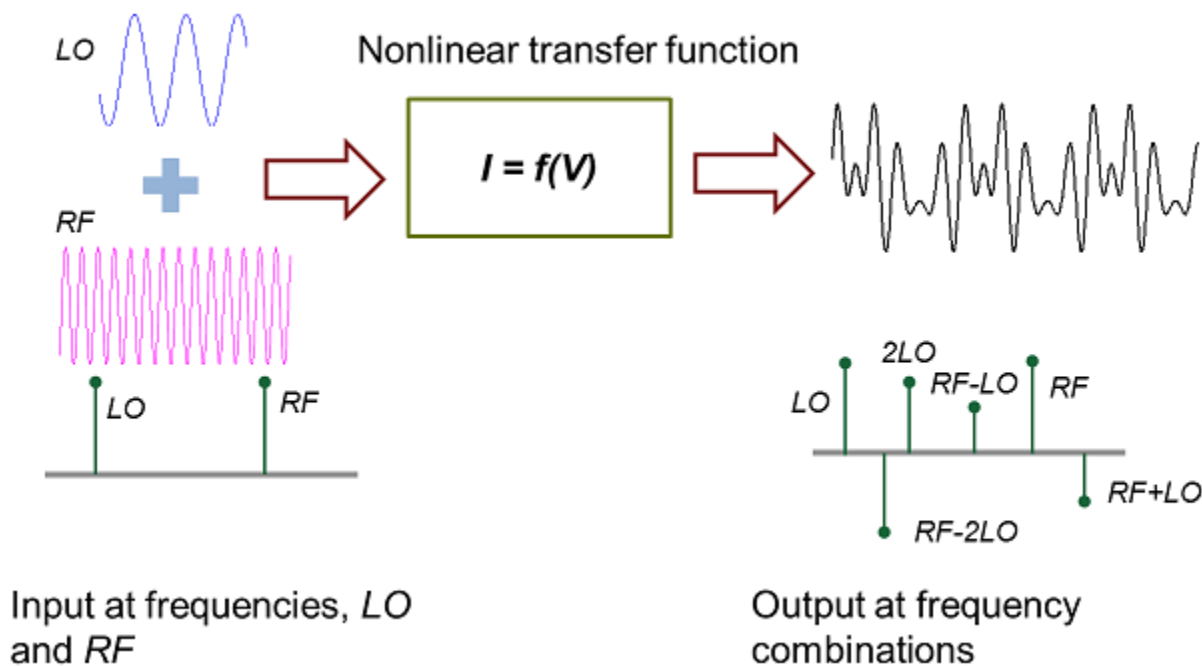 LO
Nonlinear transfer function
I = f(V)
RF
LO
RF
2LO
RF-LO
LO
RF
RF+LO
RF-2LO
Input at frequencies, LO
and RF
Output at frequency
combinations